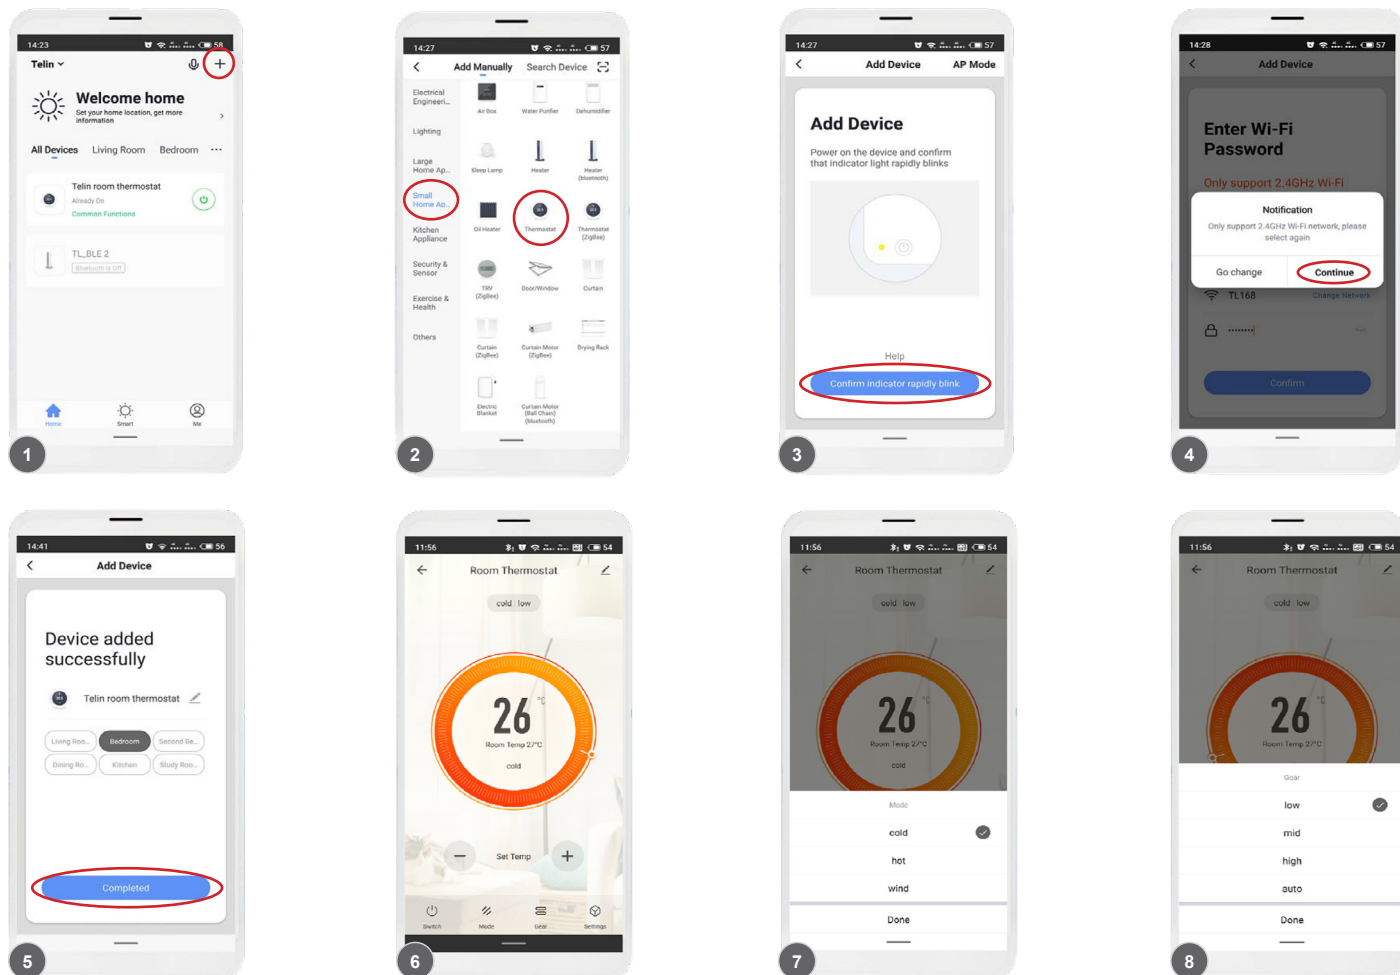 14:23
58
Telin
Welcome home
Set your home location, get more
information
All Devices Living Room Bedroom
Telin room thermostat
Already On
Common Functions
TL_BLE 2
Bluetooth is Off
Home Smart Me
1
14:27
57
Add Manually Search Device
Electrical
Engineeri...
Lighting
Large
Home Ap...
Small
Home Ap...
Kitchen
Appliance
Security &
Sensor
Exercise &
Health
Others
Air Box Water Purifier Dehumidifier
Sleep Lamp Heater Heater
(bluetooth)
Oil Heater Thermostat Thermostat
(ZigBee)
TRV
(ZigBee)
Door/Window Curtain
Curtain
(ZigBee)
Curtain Motor
(ZigBee)
Drying Rack
Electric
Blanket
Curtain Motor
(Ball Chain)
(bluetooth)
2
14:27
57
Add Device AP Mode
Add Device
Power on the device and confirm
that indicator light rapidly blinks
Help
Confirm indicator rapidly blink
3
14:28
57
Add Device
Enter Wi-Fi
Password
Only support 2.4GHz Wi-Fi
Notification
Only support 2.4GHz Wi-Fi network, please
select again
Go change Continue
TL168 Change Network
Confirm
4
14:41
56
Add Device
Device added
successfully
Telin room thermostat
Living Roo... Bedroom Second Be...
Dining Ro... Kitchen Study Roo...
Completed
5
11:56
54
Room Thermostat
cold low
26 °C
Room Temp 27°C
cold
Set Temp
Switch Mode Gear Settings
6
11:56
54
Room Thermostat
cold low
26 °C
Room Temp 27°C
cold
Mode
cold
hot
wind
Done
7
11:56
54
Room Thermostat
cold low
26 °C
Room Temp 27°C
Gear
low
mid
high
auto
Done
8